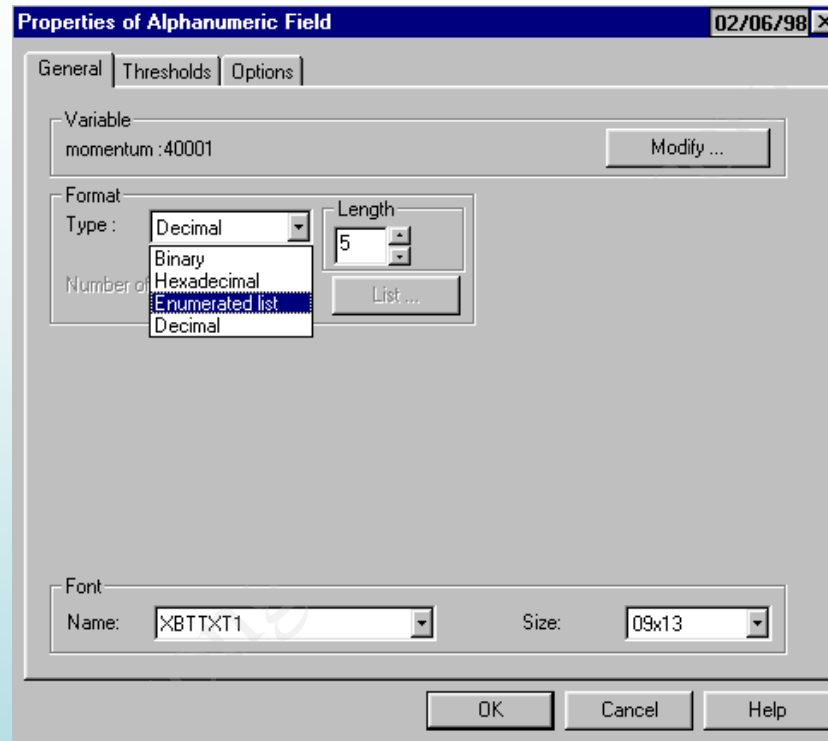 Properties of Alphanumeric Field 02/06/98
General Thresholds Options
Variable
momentum :40001 Modify ...
Format
Type : Decimal Length 5
Binary
Hexadecimal
Enumerated list
Decimal
Number of List ...
Font
Name: XBTTXT1 Size: 09x13
OK Cancel Help